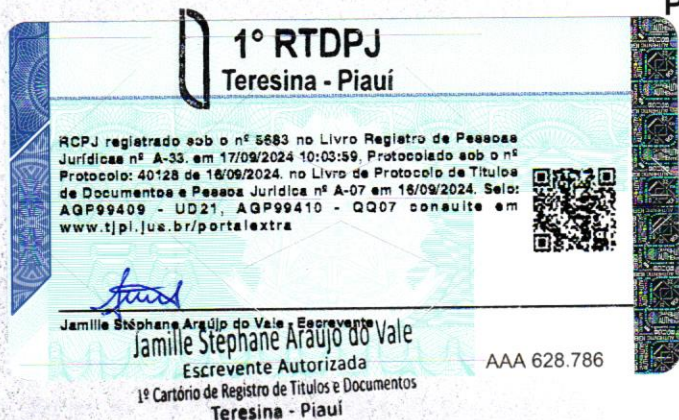 1º RTDPJ
Teresina - Piauí
RCPJ registrado sob o nº 5683 no Livro Registro de Pessoas
Jurídicas nº A-33, em 17/09/2024 10:03:59, Protocolado sob o nº
Protocolo: 40128 de 16/09/2024, no Livro de Protocolo de Titulos
de Documentos e Pessoa Jurídica nº A-07 em 16/09/2024. Selo:
AGP99409 - UD21, AGP99410 - QQ07 consulte em
www.tjpi.jus.br/portalextra
Jamille Stéphane Araújo do Vale - Escrevente
Jamille Stephane Araujo do Vale
Escrevente Autorizada
1º Cartório de Registro de Titulos e Documentos
Teresina - Piauí
AAA 628.786